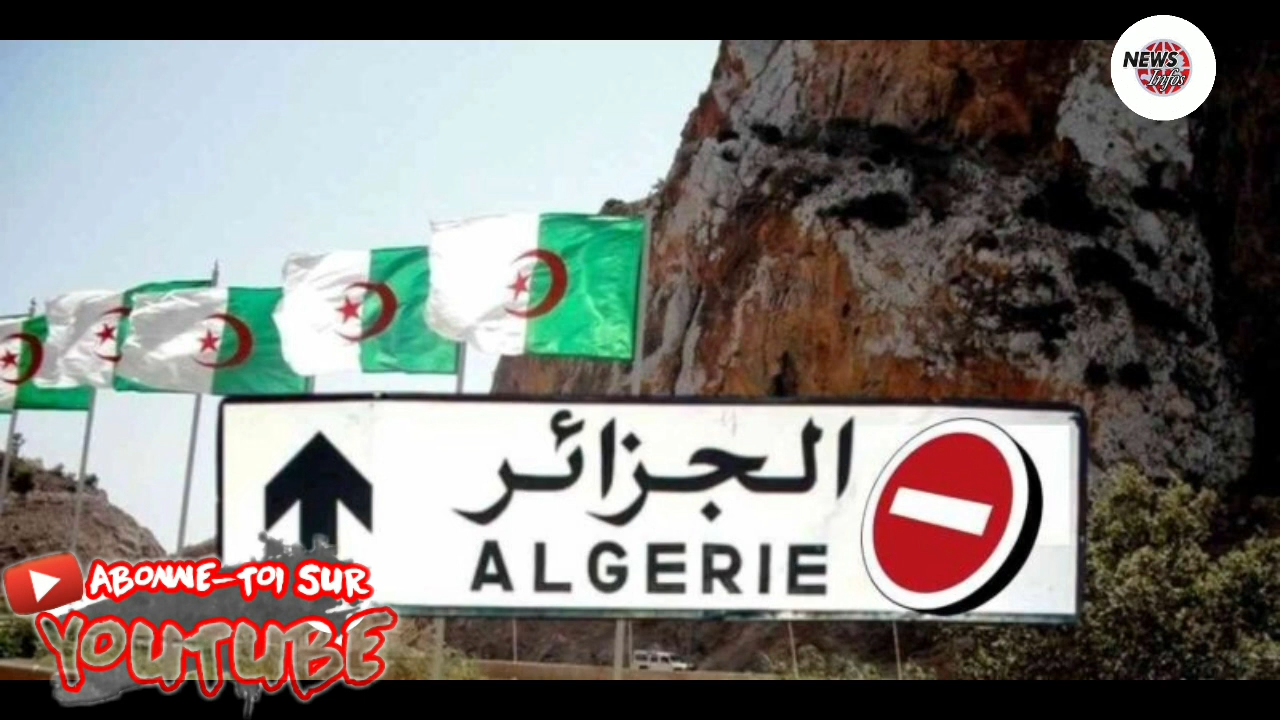 NEWS
Infos
الجزائر
ALGERIE
ABONNE-TOI SUR
YOUTUBE